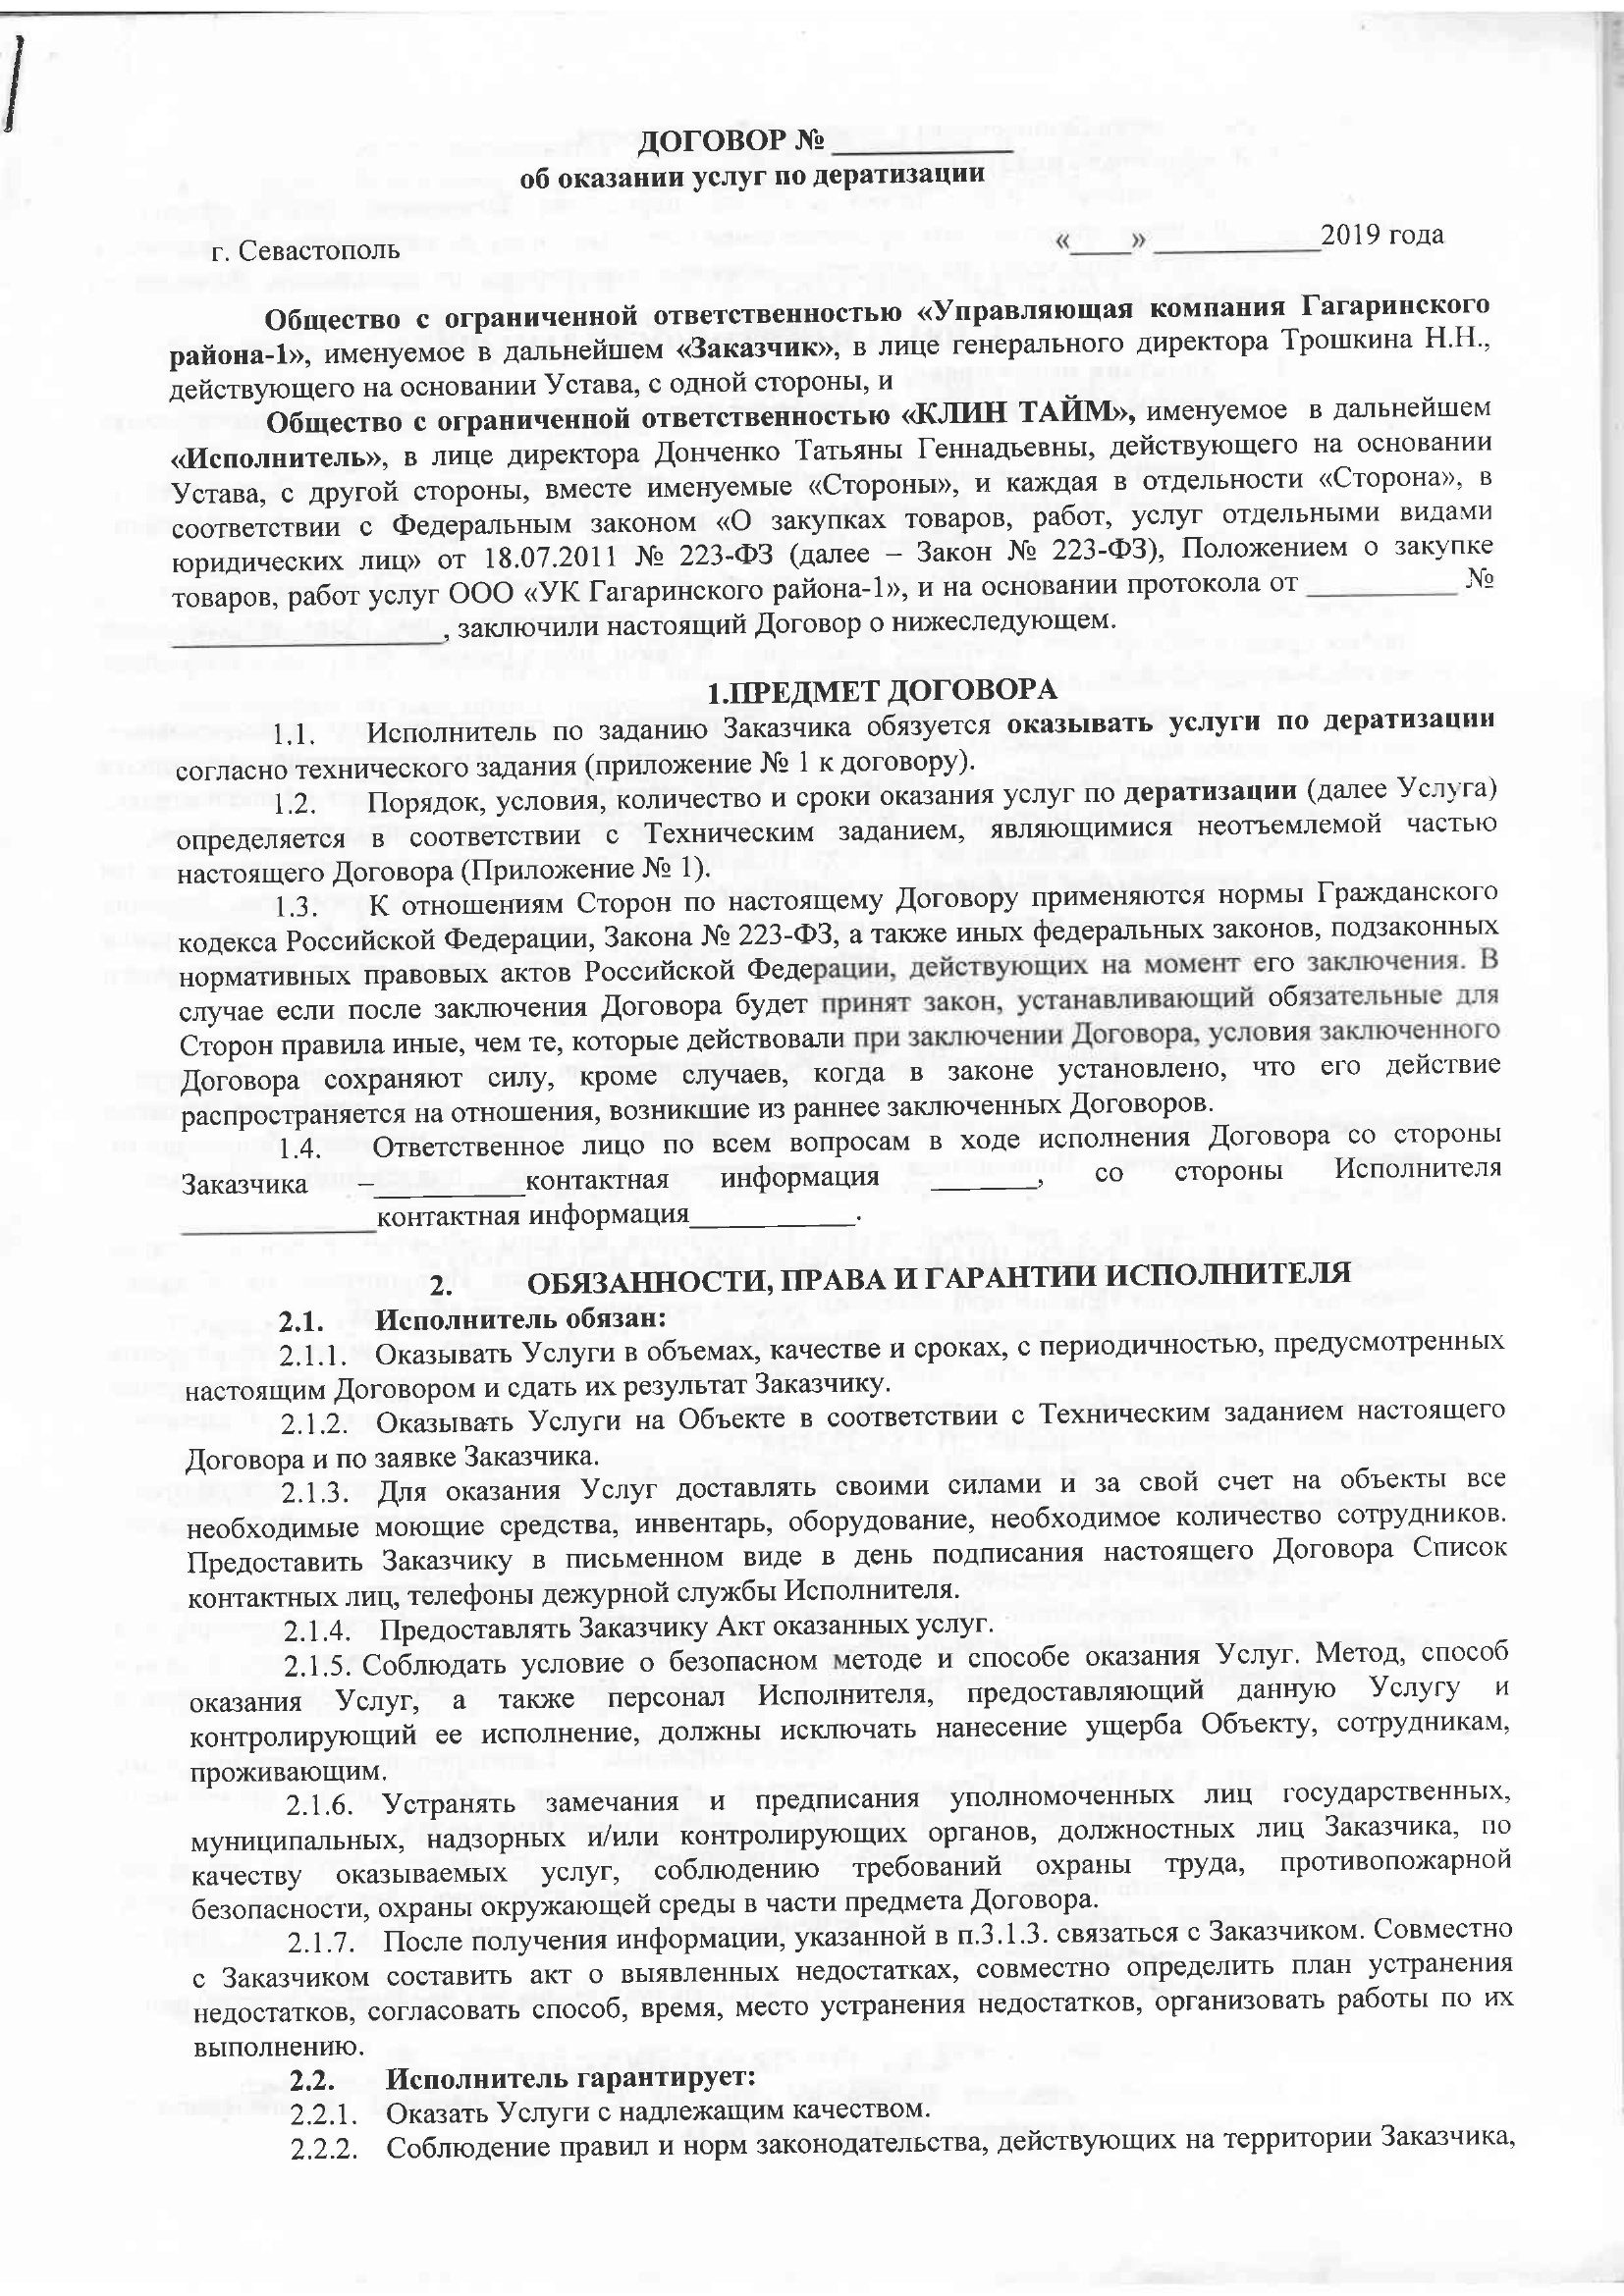 ДОГОВОР № ____________
об оказании услуг по дератизации
г. Севастополь «____» ___________2019 года
Общество с ограниченной ответственностью «Управляющая компания Гагаринского
района-1», именуемое в дальнейшем «Заказчик», в лице генерального директора Трошкина Н.Н.,
действующего на основании Устава, с одной стороны, и
Общество с ограниченной ответственностью «КЛИН ТАЙМ», именуемое в дальнейшем
«Исполнитель», в лице директора Донченко Татьяны Геннадьевны, действующего на основании
Устава, с другой стороны, вместе именуемые «Стороны», и каждая в отдельности «Сторона», в
соответствии с Федеральным законом «О закупках товаров, работ, услуг отдельными видами
юридических лиц» от 18.07.2011 № 223-ФЗ (далее – Закон № 223-ФЗ), Положением о закупке
товаров, работ услуг ООО «УК Гагаринского района-1», и на основании протокола от __________ №
__________________, заключили настоящий Договор о нижеследующем.
1.ПРЕДМЕТ ДОГОВОРА
1.1. Исполнитель по заданию Заказчика обязуется оказывать услуги по дератизации
согласно технического задания (приложение № 1 к договору).
1.2. Порядок, условия, количество и сроки оказания услуг по дератизации (далее Услуга)
определяется в соответствии с Техническим заданием, являющимися неотъемлемой частью
настоящего Договора (Приложение № 1).
1.3. К отношениям Сторон по настоящему Договору применяются нормы Гражданского
кодекса Российской Федерации, Закона № 223-ФЗ, а также иных федеральных законов, подзаконных
нормативных правовых актов Российской Федерации, действующих на момент его заключения. В
случае если после заключения Договора будет принят закон, устанавливающий обязательные для
Сторон правила иные, чем те, которые действовали при заключении Договора, условия заключенного
Договора сохраняют силу, кроме случаев, когда в законе установлено, что его действие
распространяется на отношения, возникшие из раннее заключенных Договоров.
1.4. Ответственное лицо по всем вопросам в ходе исполнения Договора со стороны
Заказчика –__________контактная информация _______, со стороны Исполнителя
_____________контактная информация___________.
2. ОБЯЗАННОСТИ, ПРАВА И ГАРАНТИИ ИСПОЛНИТЕЛЯ
2.1. Исполнитель обязан:
2.1.1. Оказывать Услуги в объемах, качестве и сроках, с периодичностью, предусмотренных
настоящим Договором и сдать их результат Заказчику.
2.1.2. Оказывать Услуги на Объекте в соответствии с Техническим заданием настоящего
Договора и по заявке Заказчика.
2.1.3. Для оказания Услуг доставлять своими силами и за свой счет на объекты все
необходимые моющие средства, инвентарь, оборудование, необходимое количество сотрудников.
Предоставить Заказчику в письменном виде в день подписания настоящего Договора Список
контактных лиц, телефоны дежурной службы Исполнителя.
2.1.4. Предоставлять Заказчику Акт оказанных услуг.
2.1.5. Соблюдать условие о безопасном методе и способе оказания Услуг. Метод, способ
оказания Услуг, а также персонал Исполнителя, предоставляющий данную Услугу и
контролирующий ее исполнение, должны исключать нанесение ущерба Объекту, сотрудникам,
проживающим.
2.1.6. Устранять замечания и предписания уполномоченных лиц государственных,
муниципальных, надзорных и/или контролирующих органов, должностных лиц Заказчика, по
качеству оказываемых услуг, соблюдению требований охраны труда, противопожарной
безопасности, охраны окружающей среды в части предмета Договора.
2.1.7. После получения информации, указанной в п.3.1.3. связаться с Заказчиком. Совместно
с Заказчиком составить акт о выявленных недостатках, совместно определить план устранения
недостатков, согласовать способ, время, место устранения недостатков, организовать работы по их
выполнению.
2.2. Исполнитель гарантирует:
2.2.1. Оказать Услуги с надлежащим качеством.
2.2.2. Соблюдение правил и норм законодательства, действующих на территории Заказчика,